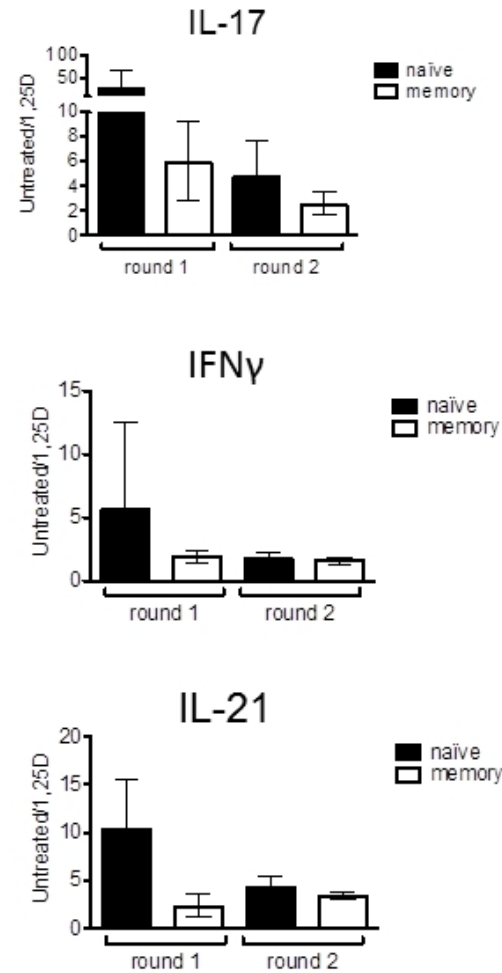 IL-17
Untreated/1,25D
100
50
10
8
6
4
2
0
naïve
memory
round 1 round 2
IFNγ
Untreated/1,25D
15
10
5
0
naïve
memory
round 1 round 2
IL-21
Untreated/1,25D
20
15
10
5
0
naïve
memory
round 1 round 2